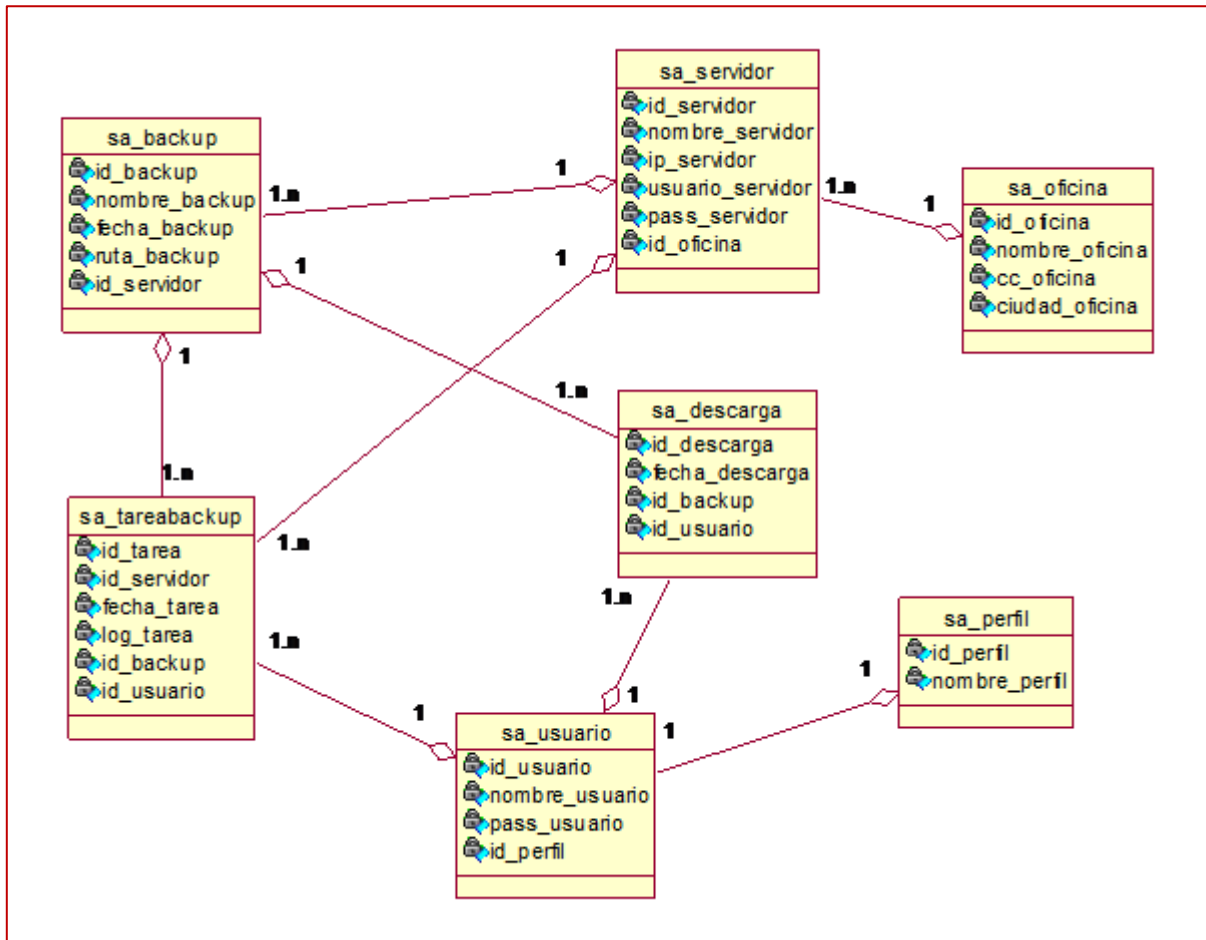 sa_backup
id_backup
nombre_backup
fecha_backup
ruta_backup
id_servidor
sa_servidor
id_servidor
nombre_servidor
ip_servidor
usuario_servidor
pass_servidor
id_oficina
sa_oficina
id_oficina
nombre_oficina
cc_oficina
ciudad_oficina
1..n
1
1..n
1
1
1
1
1..n
1..n
1..n
sa_descarga
id_descarga
fecha_descarga
id_backup
id_usuario
sa_tareabackup
id_tarea
id_servidor
fecha_tarea
log_tarea
id_backup
id_usuario
1..n
1
1..n
1
1
1
sa_perfil
id_perfil
nombre_perfil
sa_usuario
id_usuario
nombre_usuario
pass_usuario
id_perfil